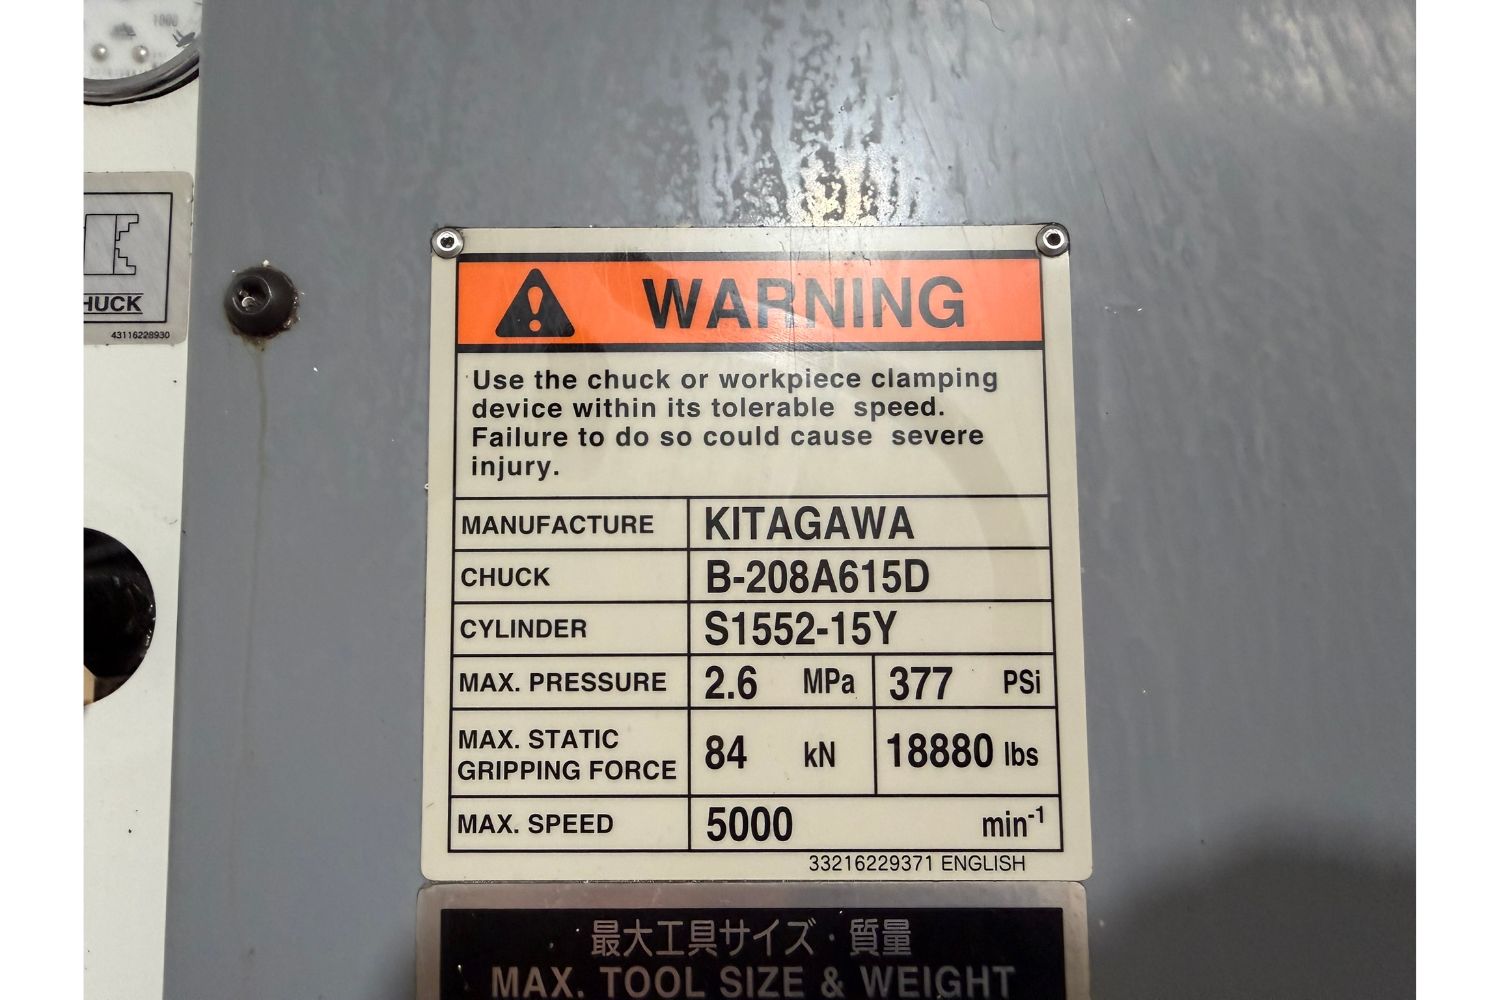 1000
HUCK
43116228930
WARNING
Use the chuck or workpiece clamping
device within its tolerable speed.
Failure to do so could cause severe
injury.
MANUFACTURE KITAGAWA
CHUCK B-208A615D
CYLINDER S1552-15Y
MAX. PRESSURE 2.6 MPa 377 PSi
MAX. STATIC
GRIPPING FORCE 84 kN 18880 lbs
MAX. SPEED 5000 min-1
33216229371 ENGLISH
最大工具サイズ・質量
MAX. TOOL SIZE & WEIGHT